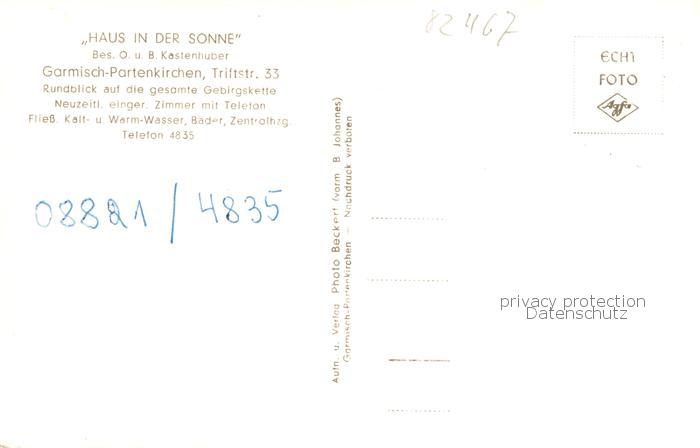 „HAUS IN DER SONNE"
Bes. O. u. B. Kastenhuber
Garmisch-Partenkirchen, Triftstr. 33
Rundblick auf die gesamte Gebirgskette
Neuzeitl. einger. Zimmer mit Telefon
Fließ. Kalt- u. Warm-Wasser, Bäder, Zentralhzg.
Telefon 4835
08821 / 4835
Aufn. u. Verlag Photo Beckert (vorm. B. Johannes)
Garmisch-Partenkirchen – Nachdruck verboten
82467
ECHT
FOTO
Agfa
privacy protection
Datenschutz